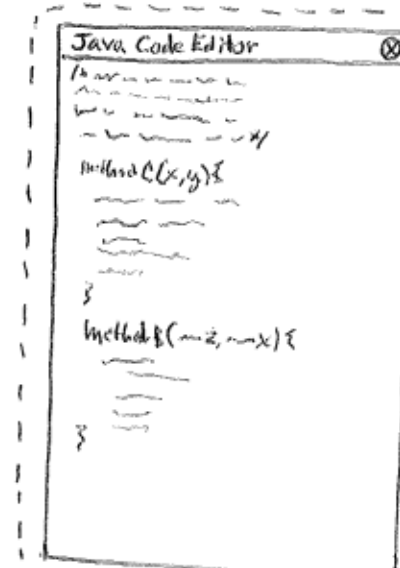 Java Code Editor
/*
*/
method C(x,y){
}
method B(~z, ~x){
}